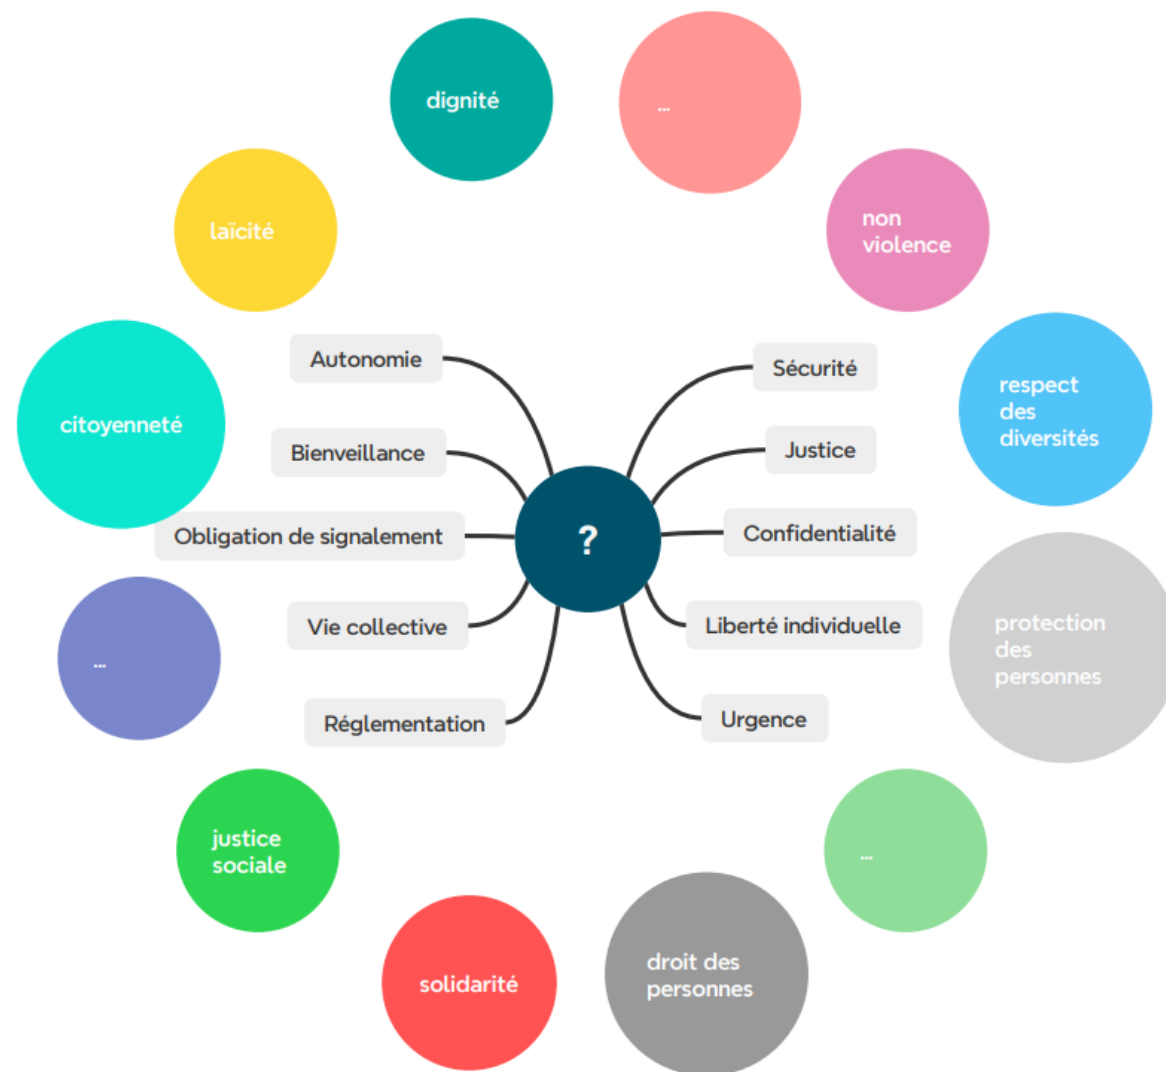 dignité
...
laïcité
non
violence
Autonomie
Sécurité
respect
des
diversités
citoyenneté
Bienveillance
Justice
Obligation de signalement
?
Confidentialité
Vie collective
Liberté individuelle
protection
des
personnes
...
Réglementation
Urgence
justice
sociale
...
solidarité
droit des
personnes